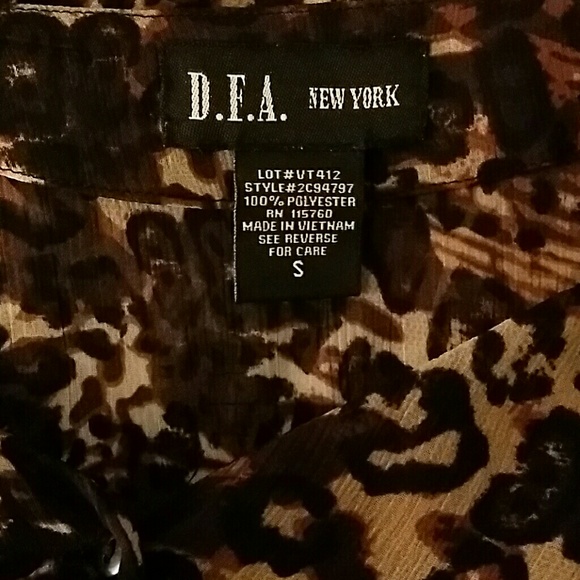 D.F.A. NEW YORK
LOT#VT412
STYLE#2C94797
100% POLYESTER
RN 115760
MADE IN VIETNAM
SEE REVERSE
FOR CARE
S